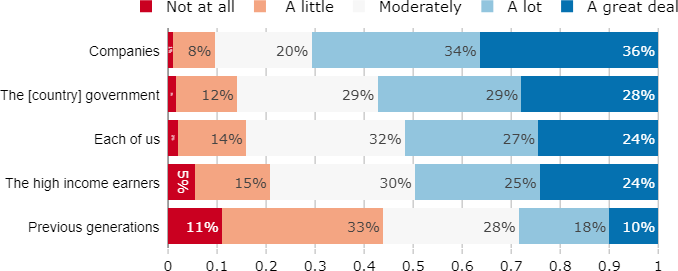 Not at all A little Moderately A lot A great deal
Companies 8% 20% 34% 36%
The [country] government 12% 29% 29% 28%
Each of us 14% 32% 27% 24%
The high income earners 5% 15% 30% 25% 24%
Previous generations 11% 33% 28% 18% 10%
0 0.1 0.2 0.3 0.4 0.5 0.6 0.7 0.8 0.9 1